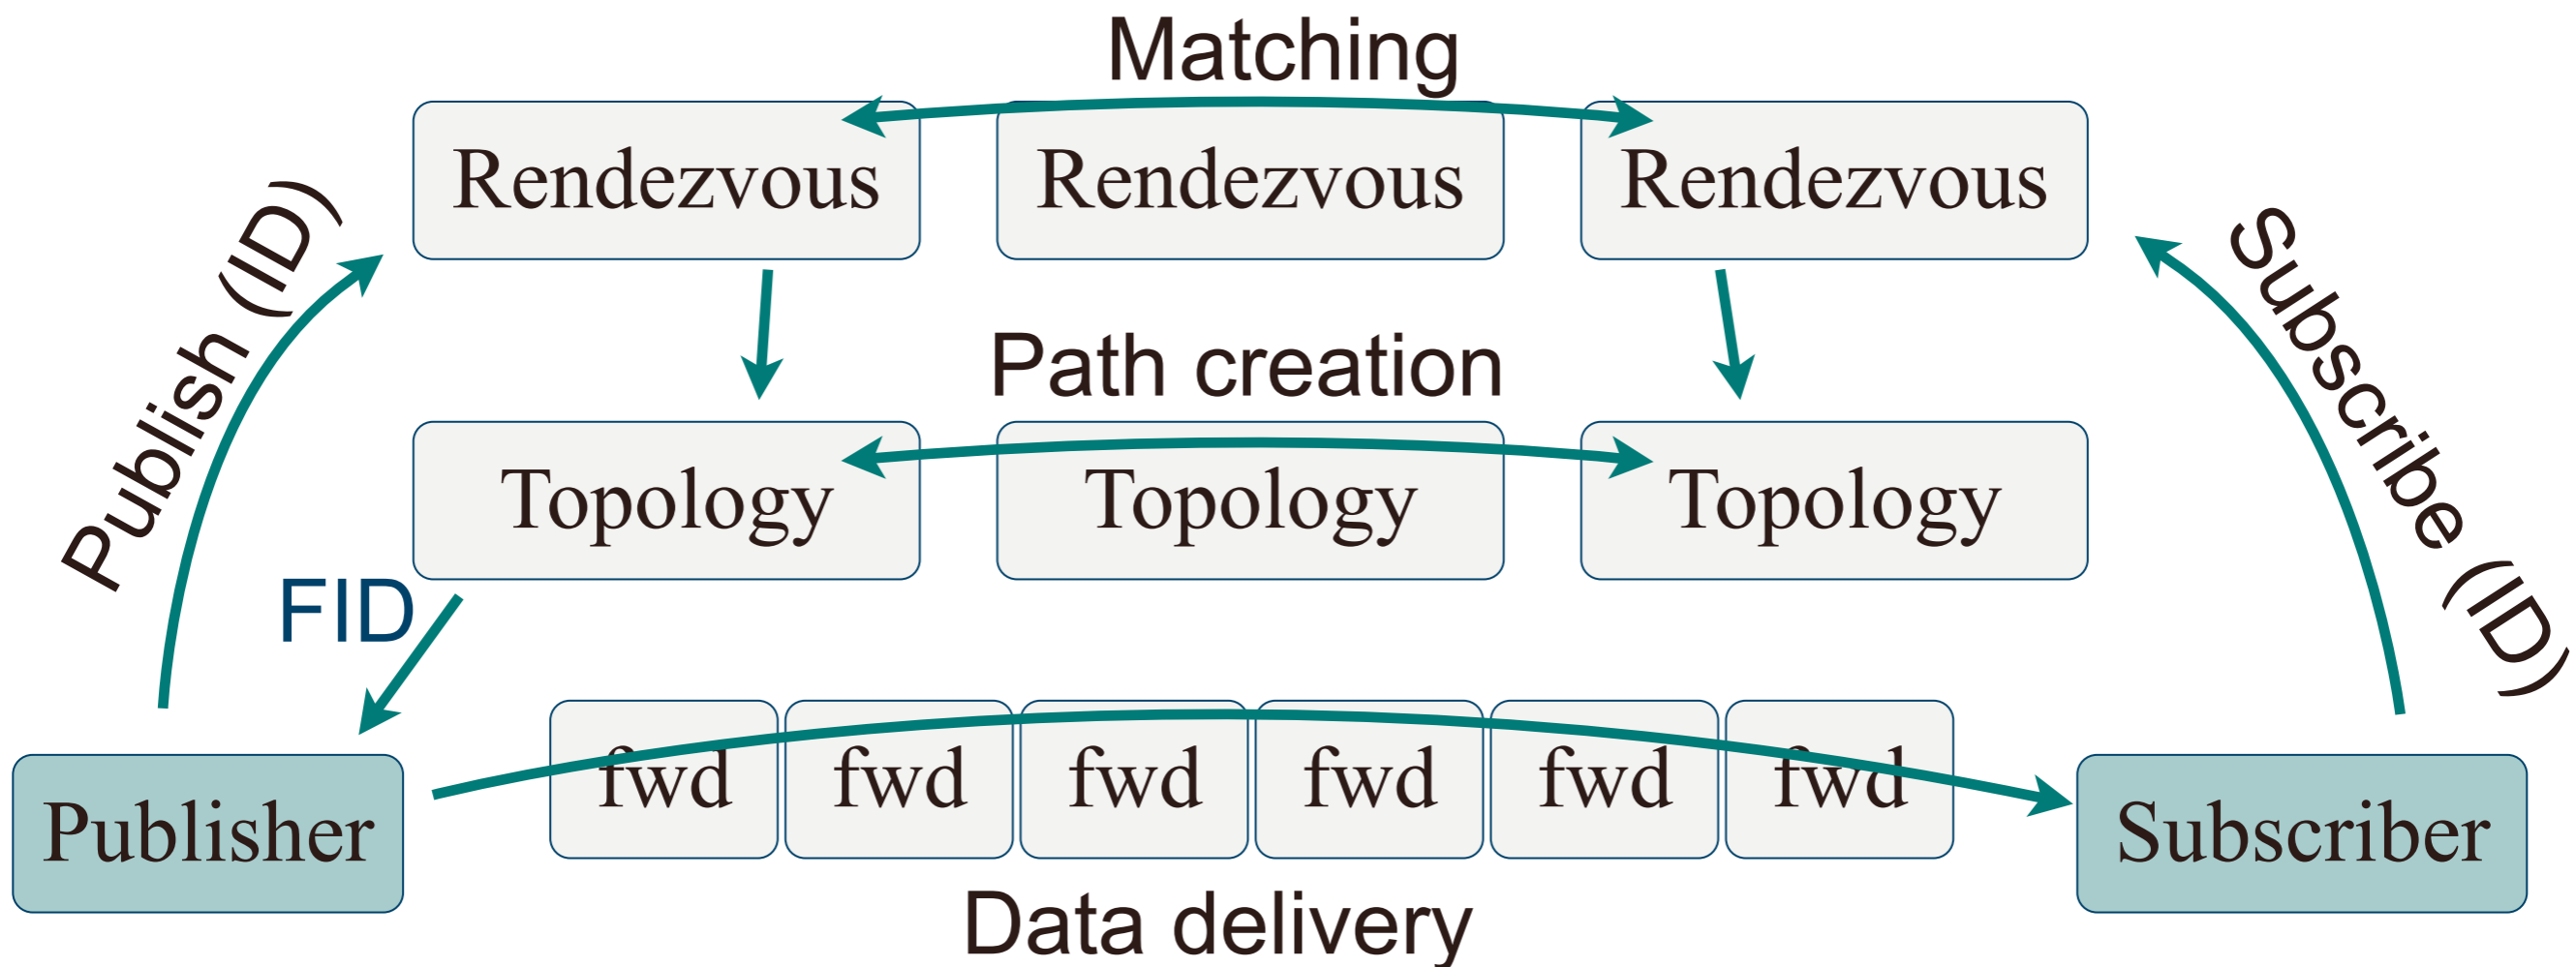 Matching
Rendezvous Rendezvous Rendezvous
Publish (ID)
Subscribe (ID)
Path creation
Topology Topology Topology
FID
fwd fwd fwd fwd fwd fwd
Publisher
Subscriber
Data delivery